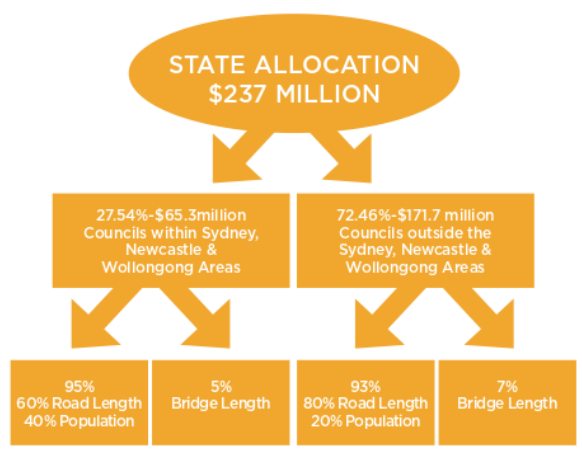 STATE ALLOCATION
$237 MILLION
27.54%-$65.3million
Councils within Sydney,
Newcastle &
Wollongong Areas
72.46%-$171.7 million
Councils outside the
Sydney, Newcastle &
Wollongong Areas
95%
60% Road Length
40% Population
5%
Bridge Length
93%
80% Road Length
20% Population
7%
Bridge Length